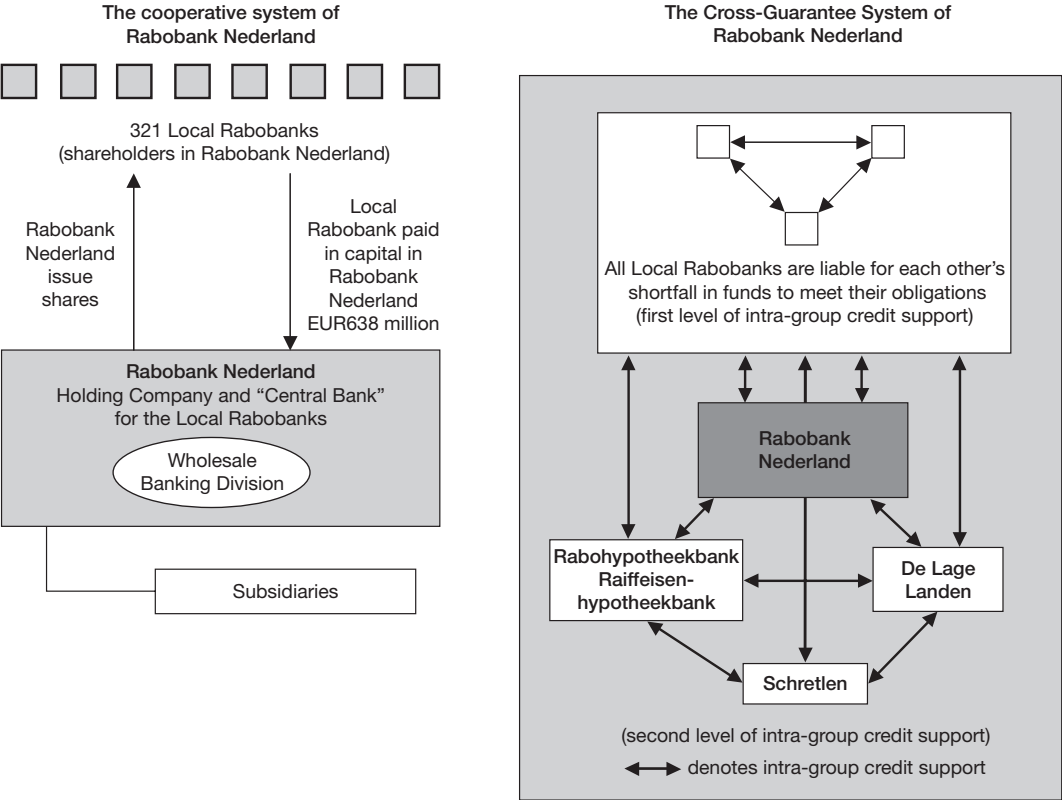 The cooperative system of
Rabobank Nederland
321 Local Rabobanks
(shareholders in Rabobank Nederland)
Rabobank
Nederland
issue
shares
Local
Rabobank paid
in capital in
Rabobank
Nederland
EUR638 million
Rabobank Nederland
Holding Company and “Central Bank”
for the Local Rabobanks
Wholesale
Banking Division
Subsidiaries
The Cross-Guarantee System of
Rabobank Nederland
All Local Rabobanks are liable for each other’s
shortfall in funds to meet their obligations
(first level of intra-group credit support)
Rabobank
Nederland
Rabohypotheekbank
Raiffeisen-
hypotheekbank
De Lage
Landen
Schretlen
(second level of intra-group credit support)
denotes intra-group credit support